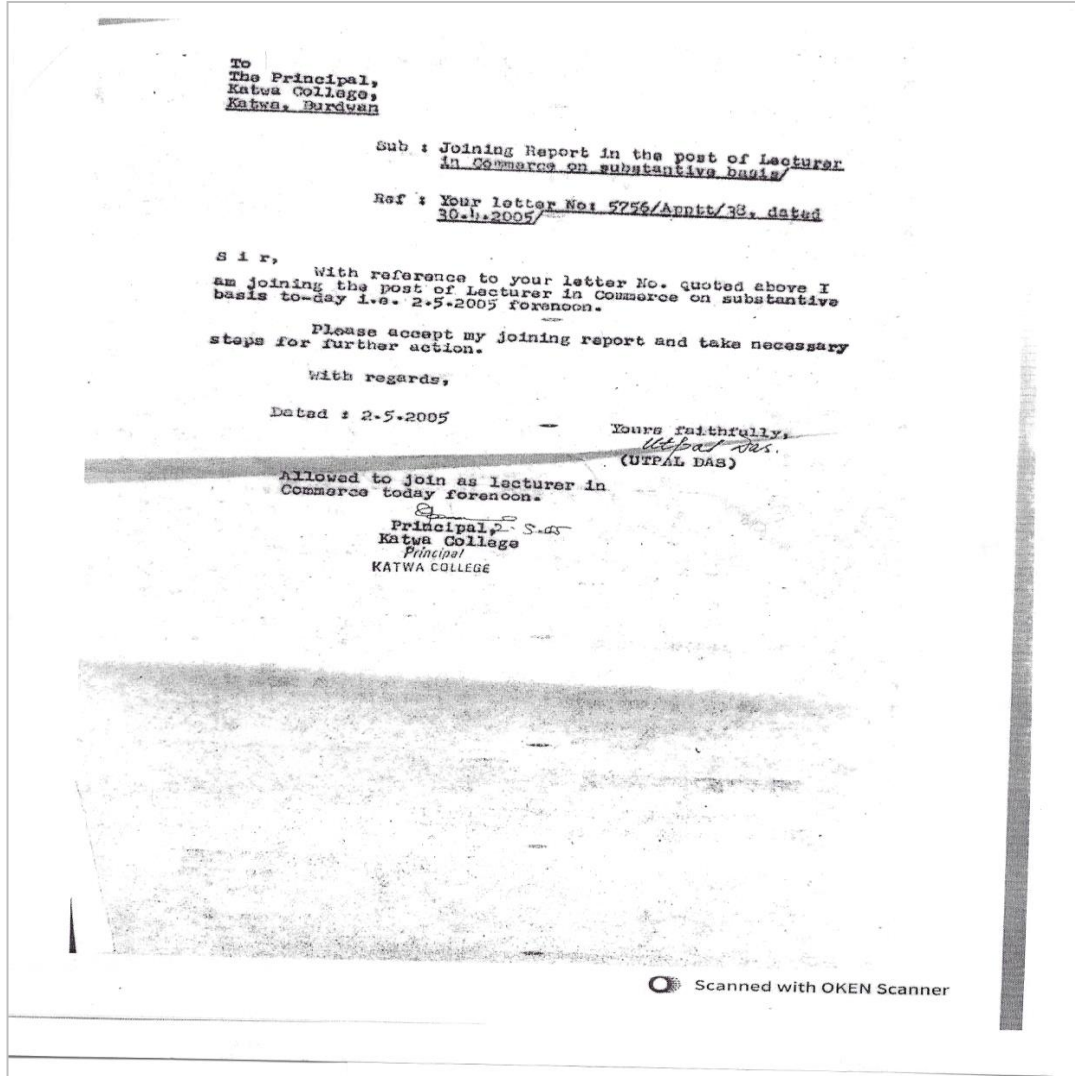 To
The Principal,
Katwa College,
Katwa, Burdwan
Sub : Joining Report in the post of Lecturer
in Commerce on substantive basis/
Ref : Your letter No: 5756/Apptt/38, dated
30.4.2005/
S i r,
With reference to your letter No. quoted above I
am joining the post of Lecturer in Commerce on substantive
basis to-day i.e. 2-5-2005 forenoon.
Please accept my joining report and take necessary
steps for further action.
With regards,
Dated : 2-5-2005
Yours faithfully,
Utpal Das.
(UTPAL DAS)
Allowed to join as lecturer in
Commerce today forenoon.
Principal, 2.5.05
Katwa College
Principal
KATWA COLLEGE
Scanned with OKEN Scanner